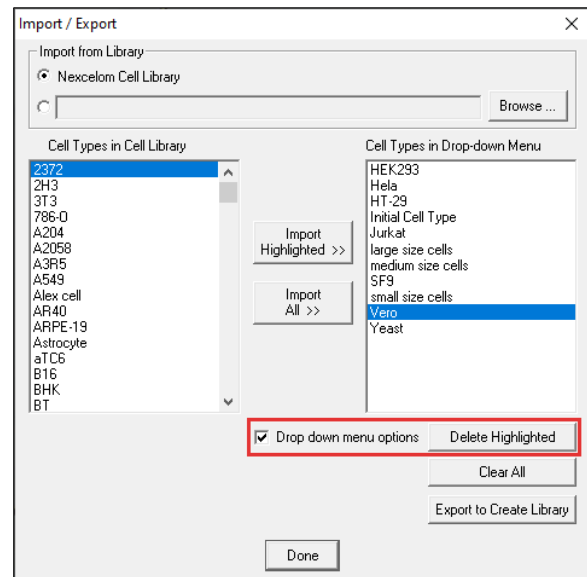 Import / Export
Import from Library
Nexcelom Cell Library
Browse ...
Cell Types in Cell Library
2372
2H3
3T3
786-O
A204
A2058
A3R5
A549
Alex cell
AR40
ARPE-19
Astrocyte
aTC6
B16
BHK
BT
Import
Highlighted >>
Import
All >>
Cell Types in Drop-down Menu
HEK293
Hela
HT-29
Initial Cell Type
Jurkat
large size cells
medium size cells
SF9
small size cells
Vero
Yeast
Drop down menu options
Delete Highlighted
Clear All
Export to Create Library
Done